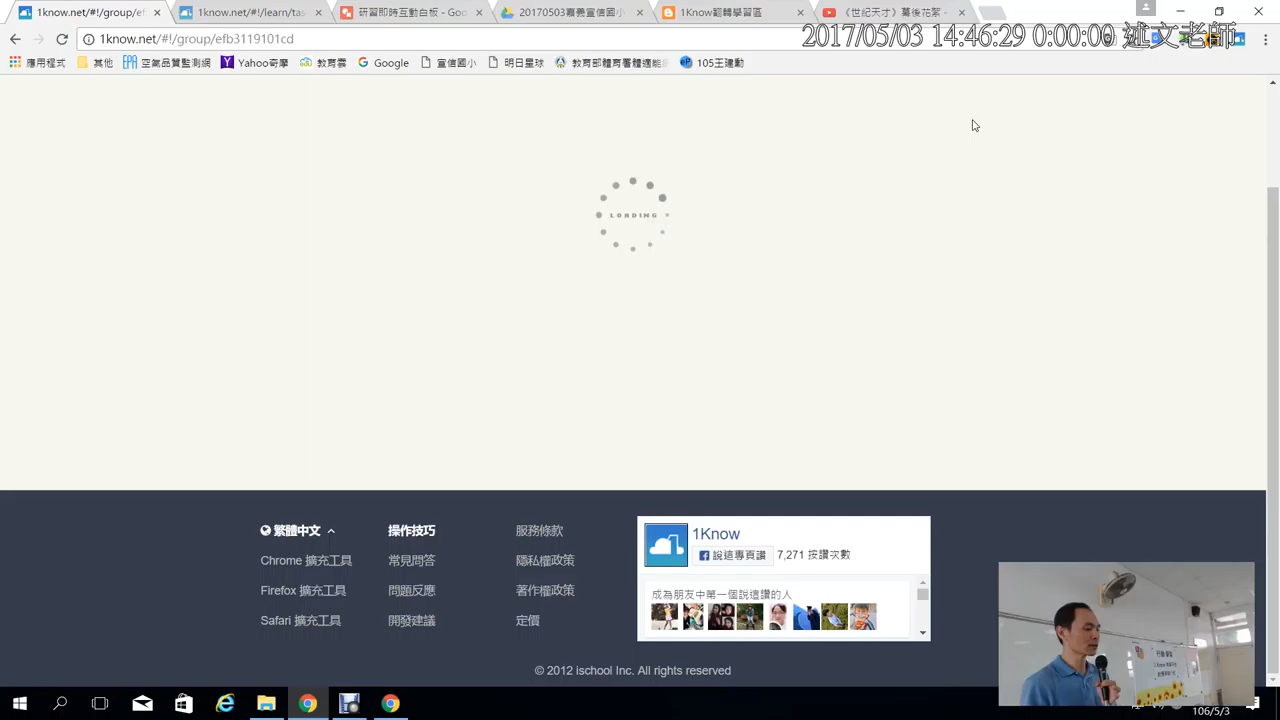 1know.net/#!/group/ef
1know.net/#!/learn/tas
研習即時互動白板 - Goo
20170503嘉義宣信國小
1Know翻轉學習區
《世紀天才》幕後花絮 -
1know.net/#!/group/efb3119101cd
2017/05/03 14:46:29 0:00:00 述文老師
應用程式
其他
EPA 空氣品質監測網
Yahoo奇摩
教育雲
Google
宣信國小
明日星球
教育部體育署體適能
105王建勳
LOADING
繁體中文
操作技巧
服務條款
Chrome 擴充工具
常見問答
隱私權政策
Firefox 擴充工具
問題反應
著作權政策
Safari 擴充工具
開發建議
定價
1Know
說這專頁讚
7,271 按讚次數
成為朋友中第一個說這讚的人
© 2012 ischool Inc. All rights reserved
106/5/3